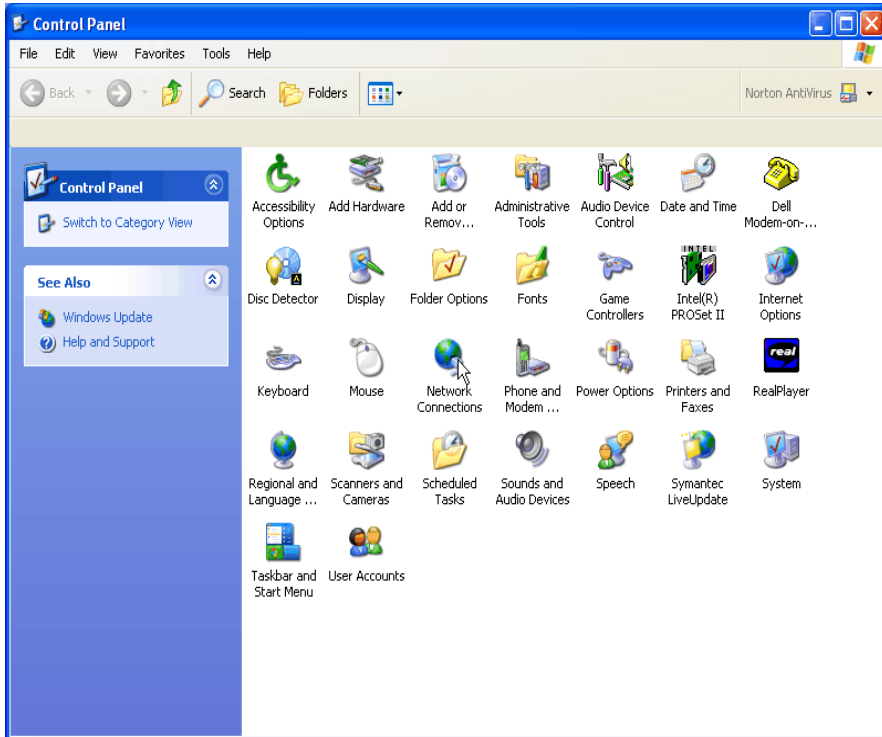 Control Panel
File Edit View Favorites Tools Help
Back Search Folders Norton AntiVirus
Control Panel
Switch to Category View
See Also
Windows Update
Help and Support
Accessibility Options
Add Hardware
Add or Remov...
Administrative Tools
Audio Device Control
Date and Time
Dell Modem-on-...
Disc Detector
Display
Folder Options
Fonts
Game Controllers
INTEL
Intel(R) PROSet II
Internet Options
Keyboard
Mouse
Network Connections
Phone and Modem ...
Power Options
Printers and Faxes
real
RealPlayer
Regional and Language ...
Scanners and Cameras
Scheduled Tasks
Sounds and Audio Devices
Speech
Symantec LiveUpdate
System
Taskbar and Start Menu
User Accounts